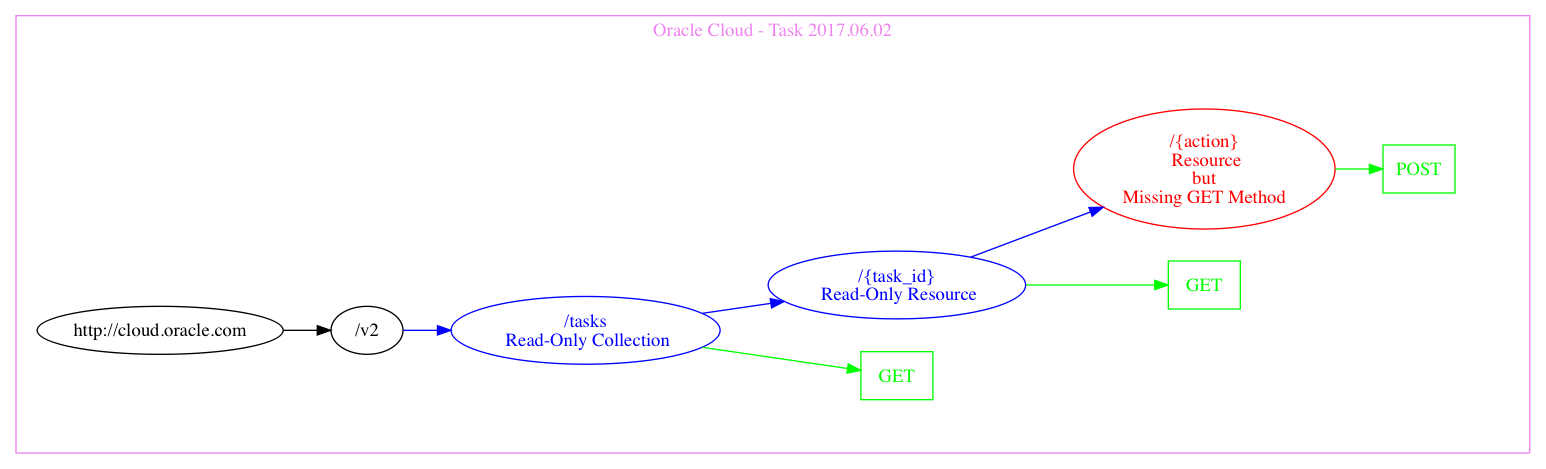 Oracle Cloud - Task 2017.06.02
/{action}
Resource
but
Missing GET Method
POST
/{task_id}
Read-Only Resource
GET
http://cloud.oracle.com
/v2
/tasks
Read-Only Collection
GET